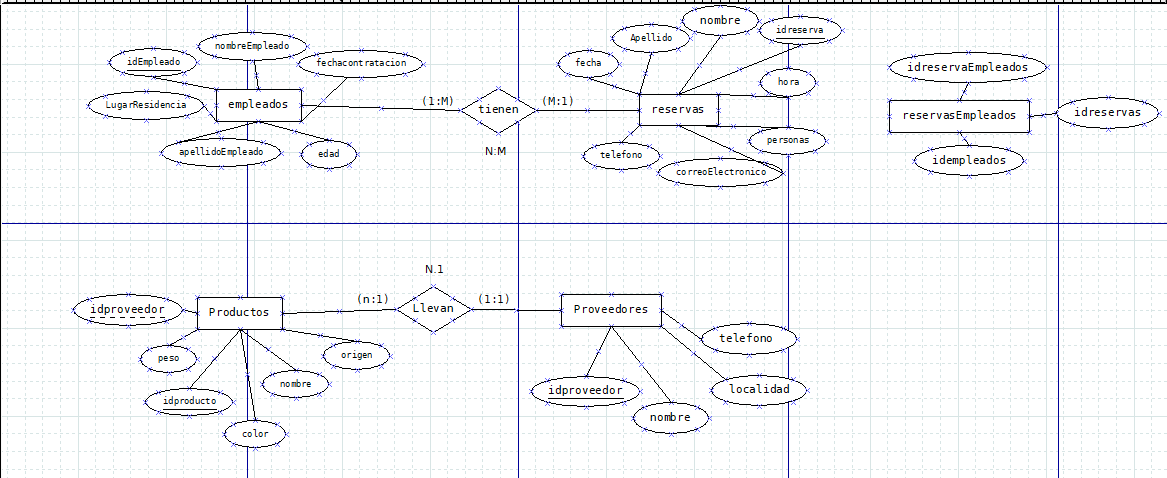 idEmpleado
nombreEmpleado
fechacontratacion
LugarResidencia
empleados
apellidoEmpleado
edad
(1:M)
tienen
(M:1)
N:M
fecha
Apellido
nombre
idreserva
hora
reservas
personas
telefono
correoElectronico
idreservaEmpleados
reservasEmpleados
idreservas
idempleados
idproveedor
Productos
peso
idproducto
color
nombre
origen
(n:1)
N.1
Llevan
(1:1)
Proveedores
telefono
localidad
idproveedor
nombre